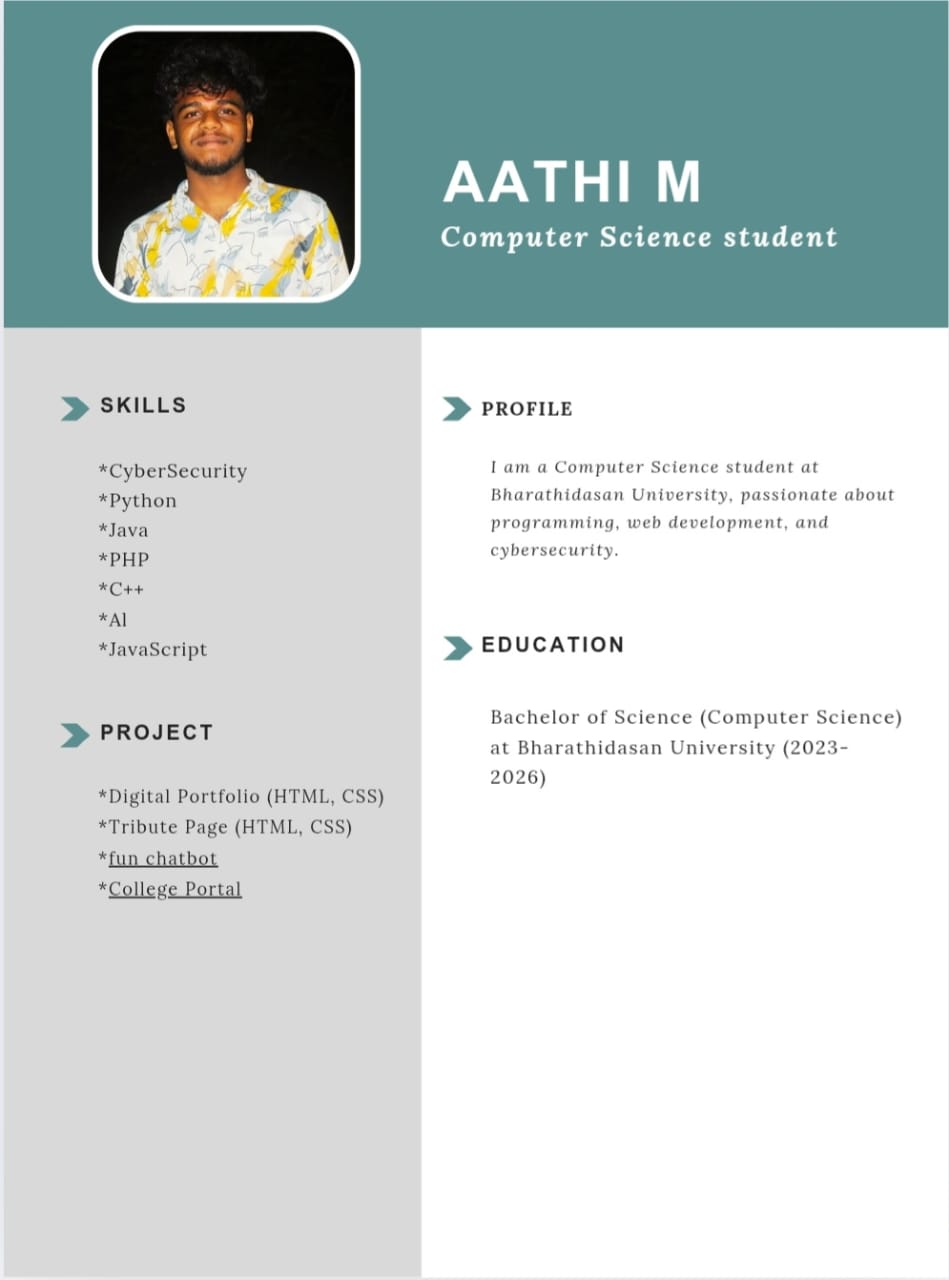 AATHI M
Computer Science student
SKILLS
*CyberSecurity
*Python
*Java
*PHP
*C++
*Al
*JavaScript
PROJECT
*Digital Portfolio (HTML, CSS)
*Tribute Page (HTML, CSS)
*fun chatbot
*College Portal
PROFILE
I am a Computer Science student at
Bharathidasan University, passionate about
programming, web development, and
cybersecurity.
EDUCATION
Bachelor of Science (Computer Science)
at Bharathidasan University (2023-
2026)